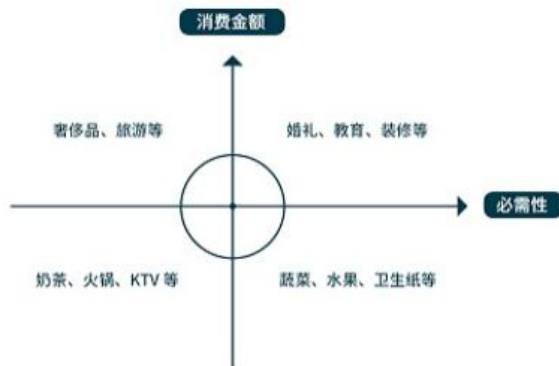 消费金额
奢侈品、旅游等
婚礼、教育、装修等
必需性
奶茶、火锅、KTV 等
蔬菜、水果、卫生纸等